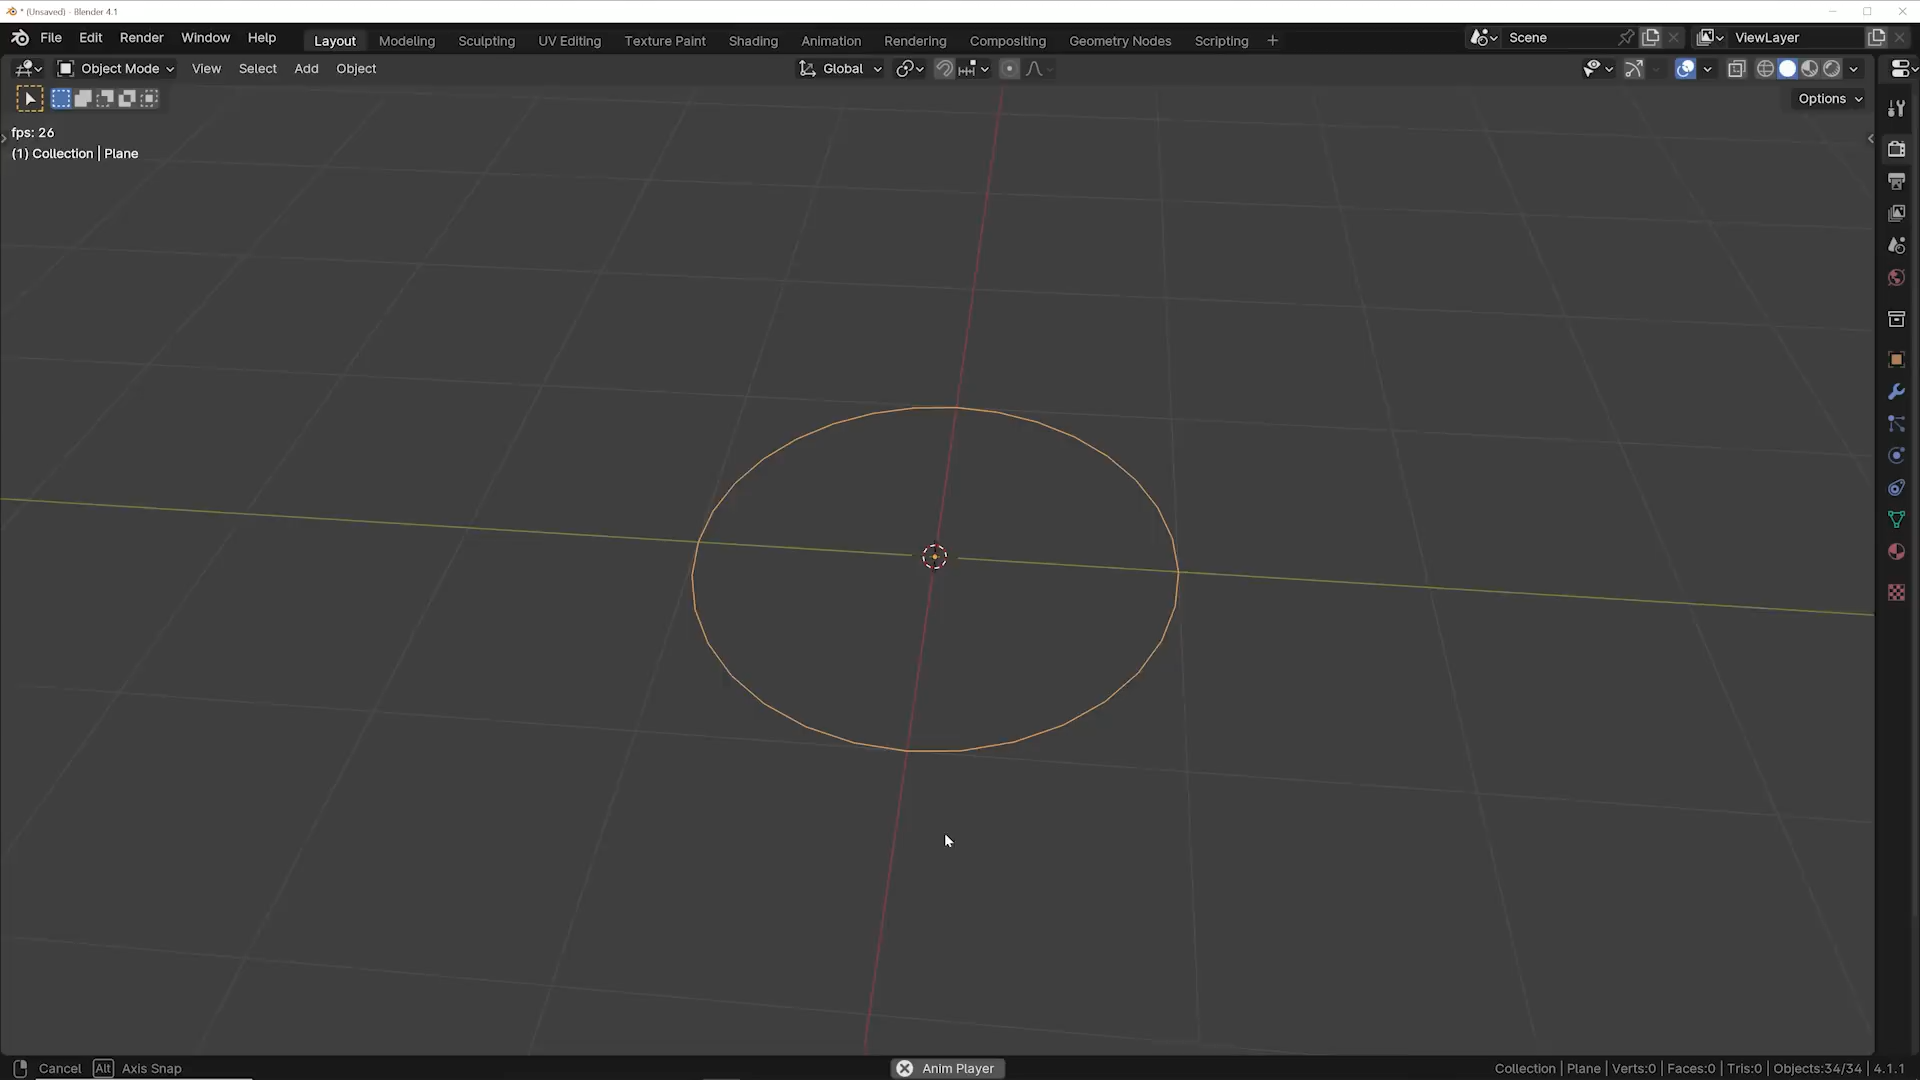 * (Unsaved) - Blender 4.1
File Edit Render Window Help Layout Modeling Sculpting UV Editing Texture Paint Shading Animation Rendering Compositing Geometry Nodes Scripting + Scene ViewLayer
Object Mode View Select Add Object Global
Options
fps: 26
(1) Collection | Plane
Cancel Alt Axis Snap Anim Player Collection | Plane | Verts:0 | Faces:0 | Tris:0 | Objects:34/34 | 4.1.1